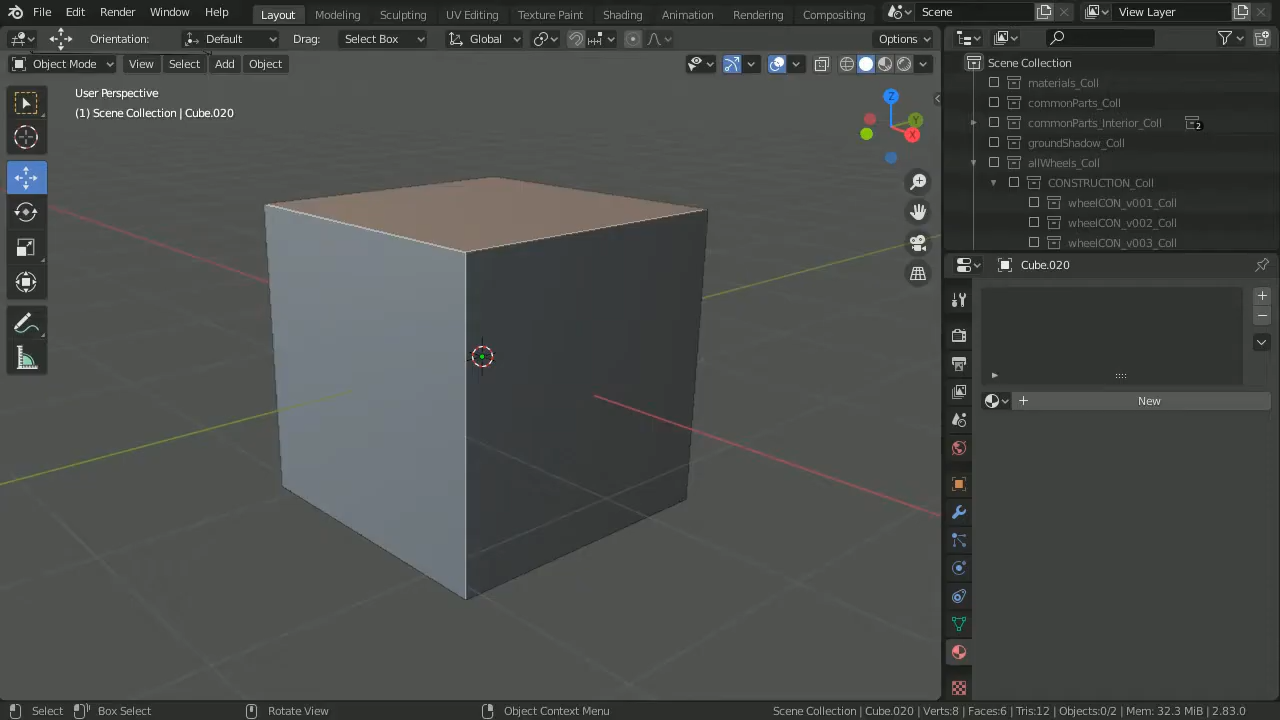 File Edit Render Window Help Layout Modeling Sculpting UV Editing Texture Paint Shading Animation Rendering Compositing Scene View Layer
Orientation: Default Drag: Select Box Global Options
Object Mode View Select Add Object
User Perspective
(1) Scene Collection | Cube.020
Z
Y
X
Scene Collection
materials_Coll
commonParts_Coll
commonParts_Interior_Coll 2
groundShadow_Coll
allWheels_Coll
CONSTRUCTION_Coll
wheelCON_v001_Coll
wheelCON_v002_Coll
wheelCON_v003_Coll
Cube.020
New
Select Box Select Rotate View Object Context Menu Scene Collection | Cube.020 | Verts:8 | Faces:6 | Tris:12 | Objects:0/2 | Mem: 32.3 MiB | 2.83.0